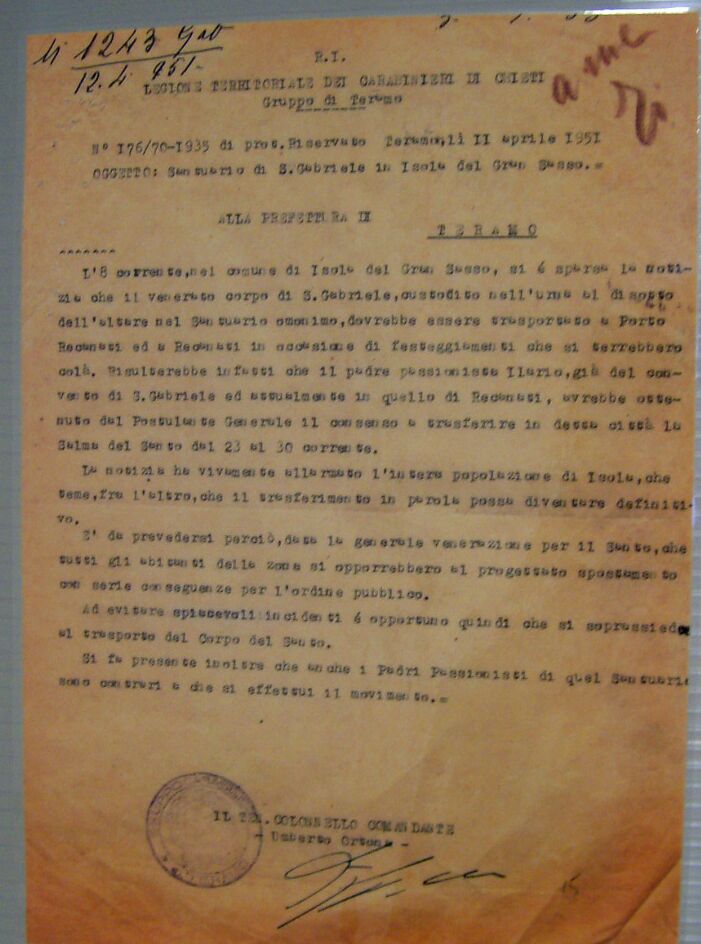 1243 Gab
12.4 951-
R.I.
a me
LEGIONE TERRITORIALE DEI CARABINIERI DI CHIETI
Gruppo di Teramo
N° 176/70-1935 di prot.Riservato Teramo,li 11 aprile 1951
OGGETTO: Santuario di S.Gabriele in Isola del Gran Sasso.=
ALLA PREFETTURA DI
TERAMO
L'8 corrente,nel comune di Isola del Gran Sasso, si é sparsa la noti-
zia che il venerato corpo di S.Gabriele,custodito nell'urna al disotto
dell'altare nel Santuario omonimo,dovrebbe essere trasportato a Porto
Recanati ed a Recanati in occasione di festeggiamenti che si terrebbero
colà. Risulterebbe infatti che il padre passionista Ilario,già del con-
vento di S.Gabriele ed attualmente in quello di Recanati, avrebbe otte-
nuto dal Postulante Generale il consenso a trasferire in detta città la
Salma del Santo dal 23 al 30 corrente.
La notizia ha vivamente allarmato l'intera popolazione di Isola,che
teme,fra l'altro,che il trasferimento in parola possa diventare definiti-
vo.
E' da prevedersi perciò,data la generale venerazione per il Santo,che
tutti gli abitanti della zona si opporrebbero al progettato spostamento
con serie conseguenze per l'ordine pubblico.
Ad evitare spiacevoli incidenti é opportuno quindi che si soprassieda
al trasporto del Corpo del Santo.
Si fa presente inoltre che anche i Padri Passionisti di quel Santuario
sono contrari a che si effettui il movimento.=
IL TEN.COLONNELLO COMANDANTE
- Umberto Ortona -